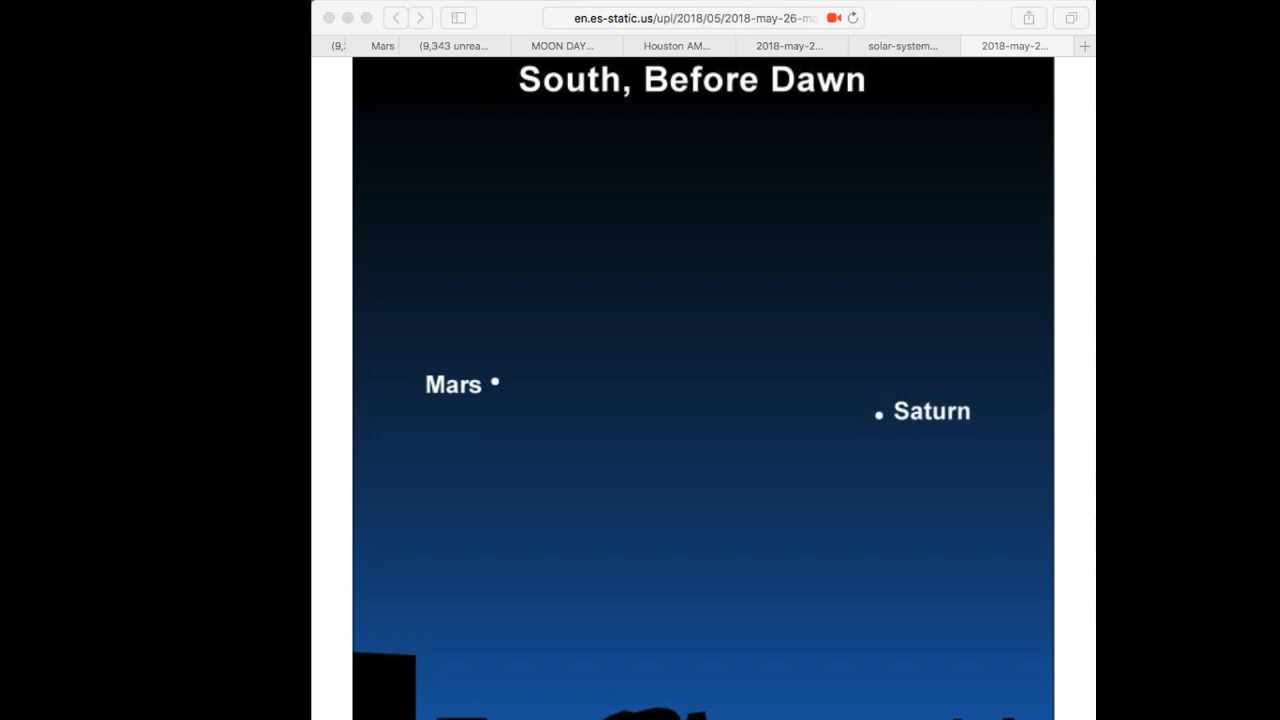 en.es-static.us/upl/2018/05/2018-may-26-ma
(9,
Mars
(9,343 unrea...
MOON DAY...
Houston AM...
2018-may-2...
solar-system...
2018-may-2...
South, Before Dawn
Mars
Saturn